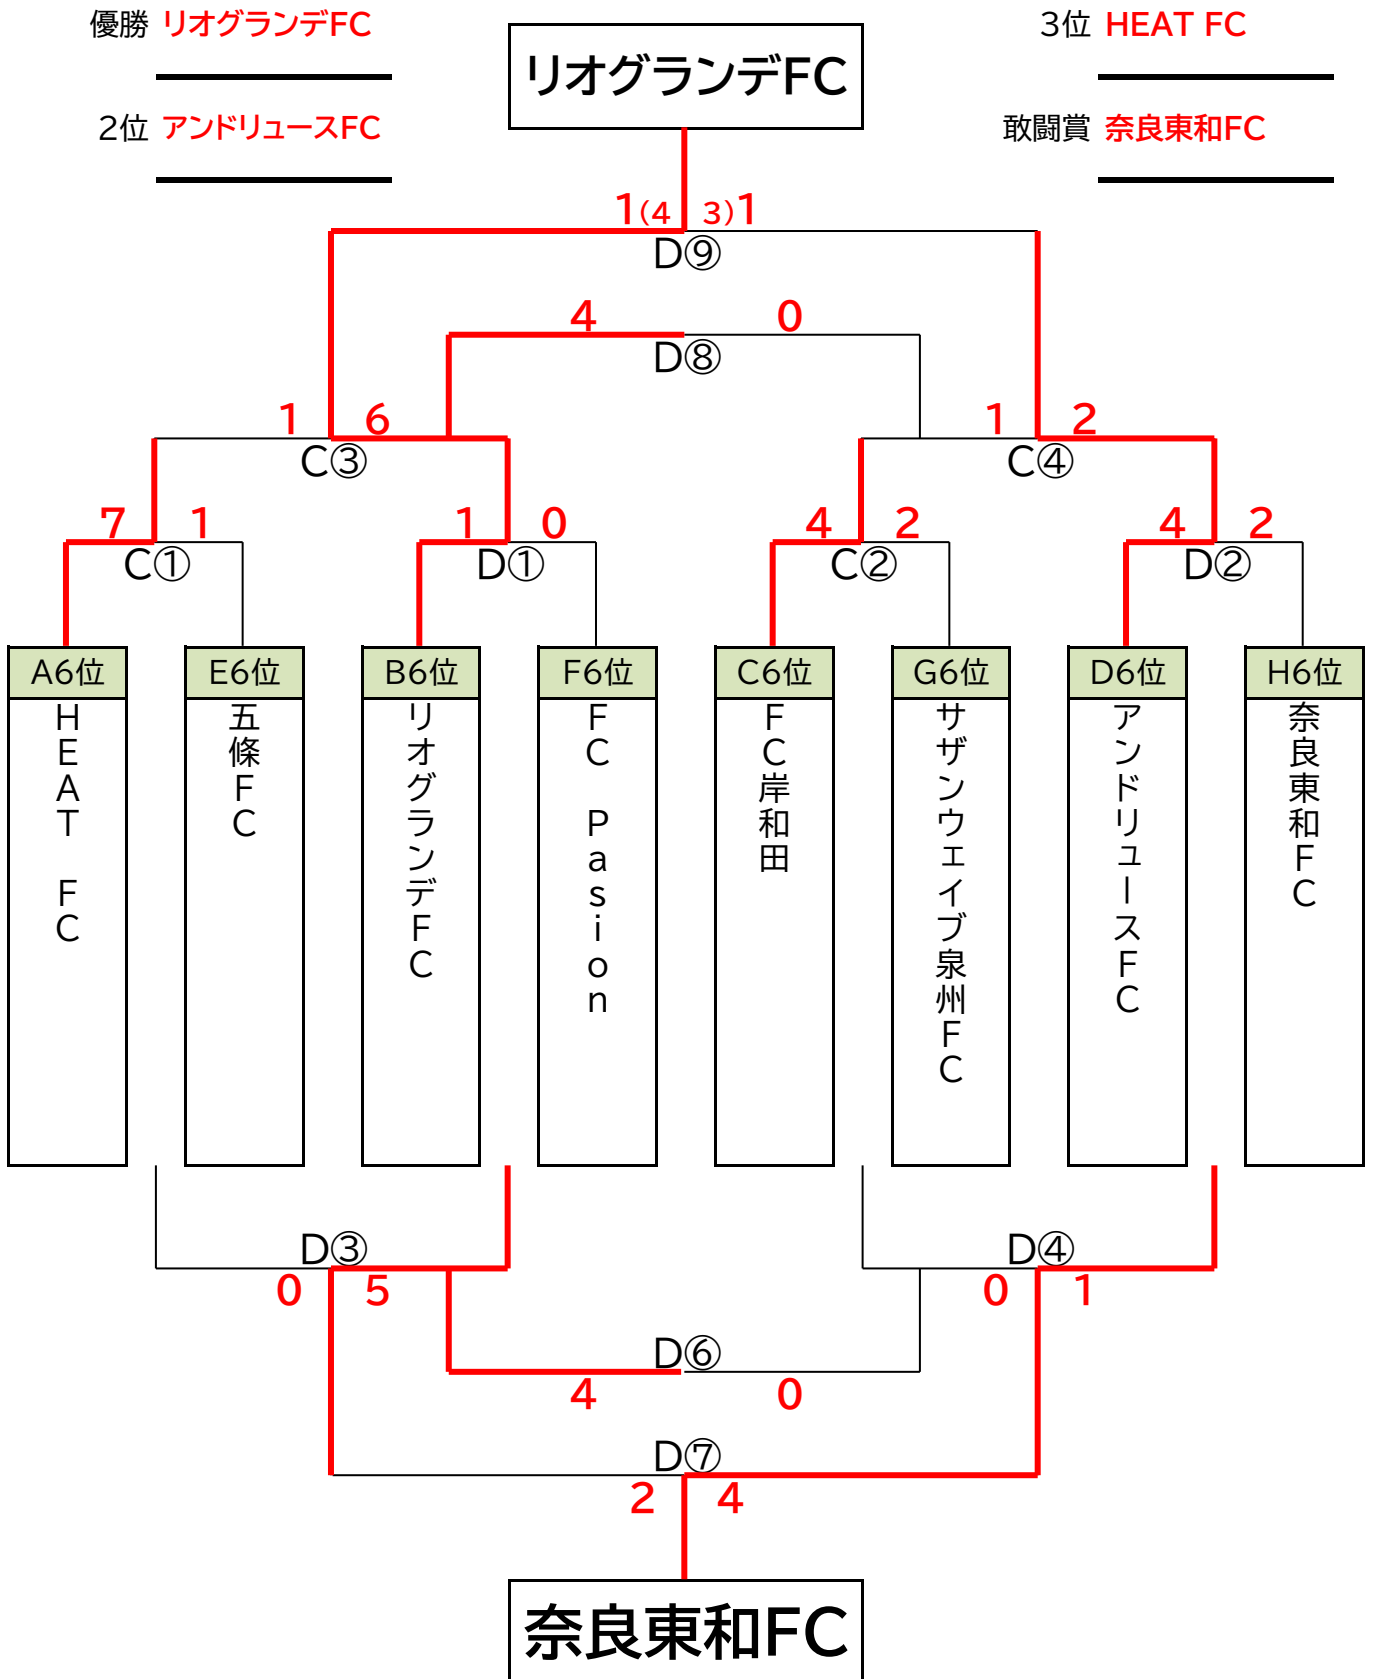 優勝 リオグランデFC
3位 HEAT FC
リオグランデFC
2位 アンドリュースFC
敢闘賞 奈良東和FC
1(4 3)1
D⑨
4 0
D⑧
1 6
1 2
C③
C④
7 1
1 0
4 2
4 2
C①
D①
C②
D②
A6位
E6位
B6位
F6位
C6位
G6位
D6位
H6位
HEAT FC
五條FC
リオグランデFC
FC Pasion
FC岸和田
サザンウェイブ泉州FC
アンドリュースFC
奈良東和FC
D③
D④
0 5
0 1
D⑥
4 0
D⑦
2 4
奈良東和FC